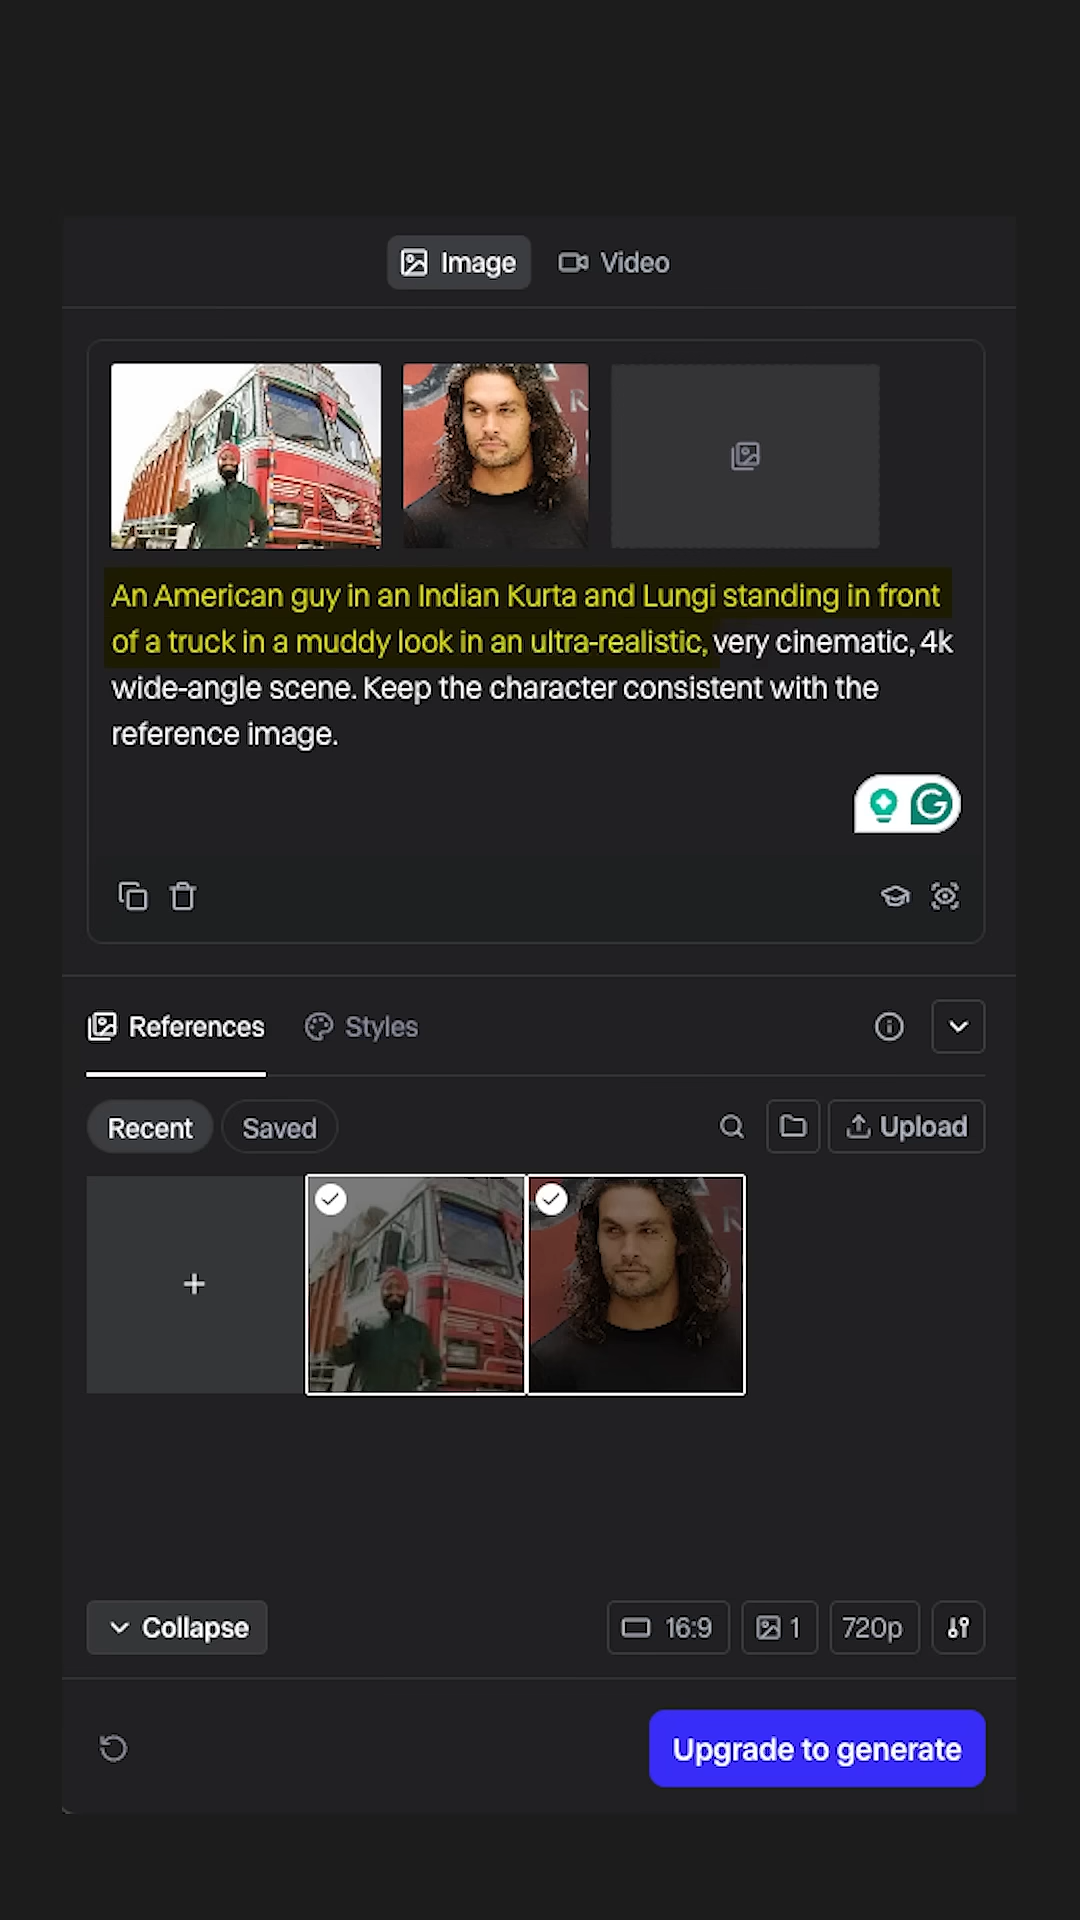 Image Video
An American guy in an Indian Kurta and Lungi standing in front
of a truck in a muddy look in an ultra-realistic, very cinematic, 4k
wide-angle scene. Keep the character consistent with the
reference image.
References Styles
Recent Saved Upload
Collapse 16:9 1 720p
Upgrade to generate